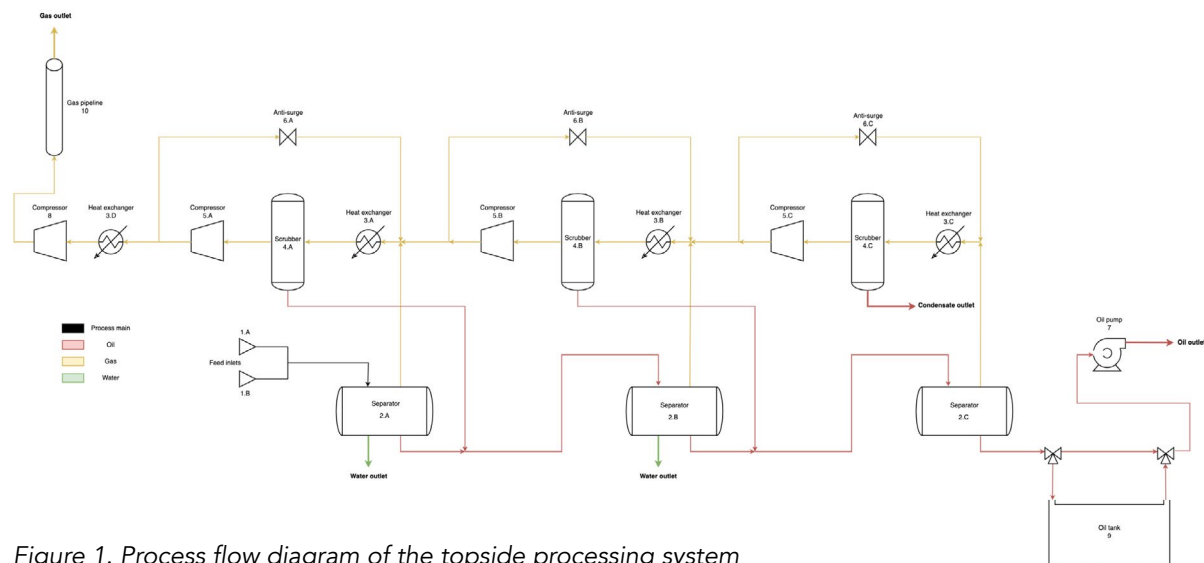 Gas outlet
Gas pipeline
10
Anti-surge
6.A
Anti-surge
6.B
Anti-surge
6.C
Compressor
8
Heat exchanger
3.D
Compressor
5.A
Scrubber
4.A
Heat exchanger
3.A
Compressor
5.B
Scrubber
4.B
Heat exchanger
3.B
Compressor
5.C
Scrubber
4.C
Heat exchanger
3.C
Condensate outlet
Process main
Oil
Gas
Water
1.A
Feed inlets
1.B
Separator
2.A
Separator
2.B
Separator
2.C
Oil pump
7
Oil outlet
Water outlet
Water outlet
Oil tank
9
Figure 1. Process flow diagram of the topside processing system